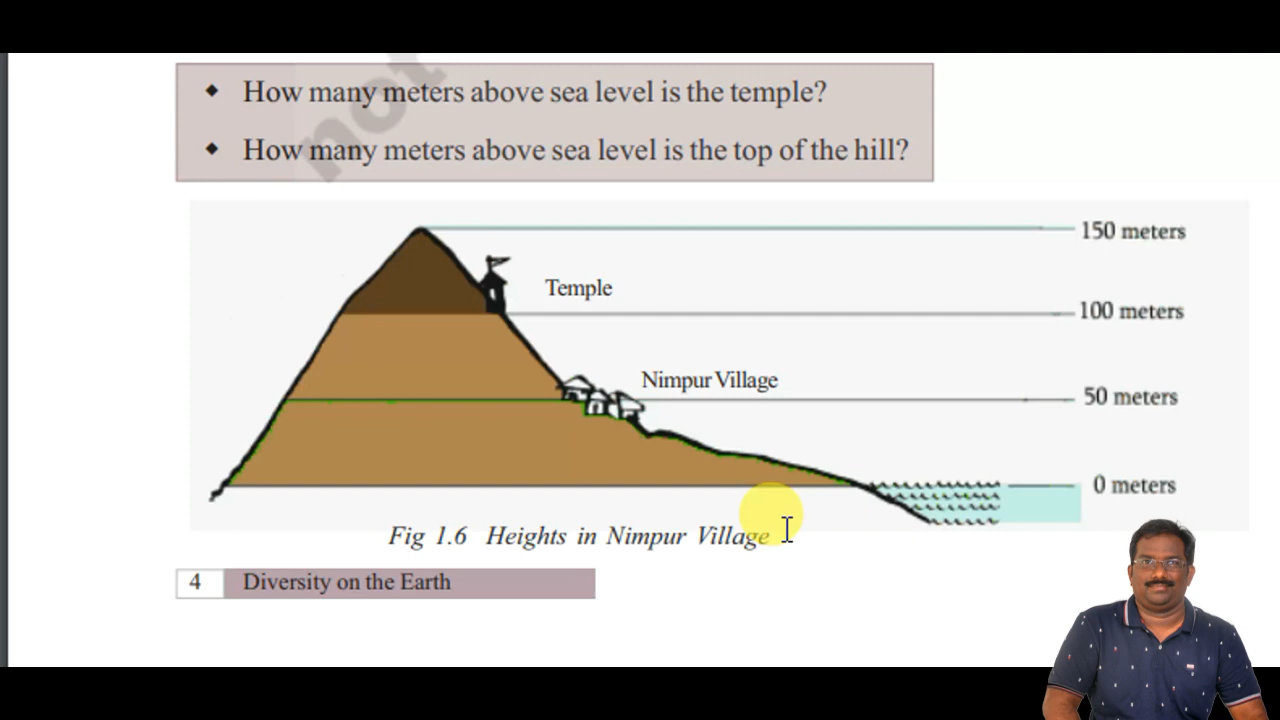 not
◆ How many meters above sea level is the temple?
◆ How many meters above sea level is the top of the hill?
150 meters
Temple
100 meters
Nimpur Village
50 meters
0 meters
Fig 1.6 Heights in Nimpur Village
4 Diversity on the Earth